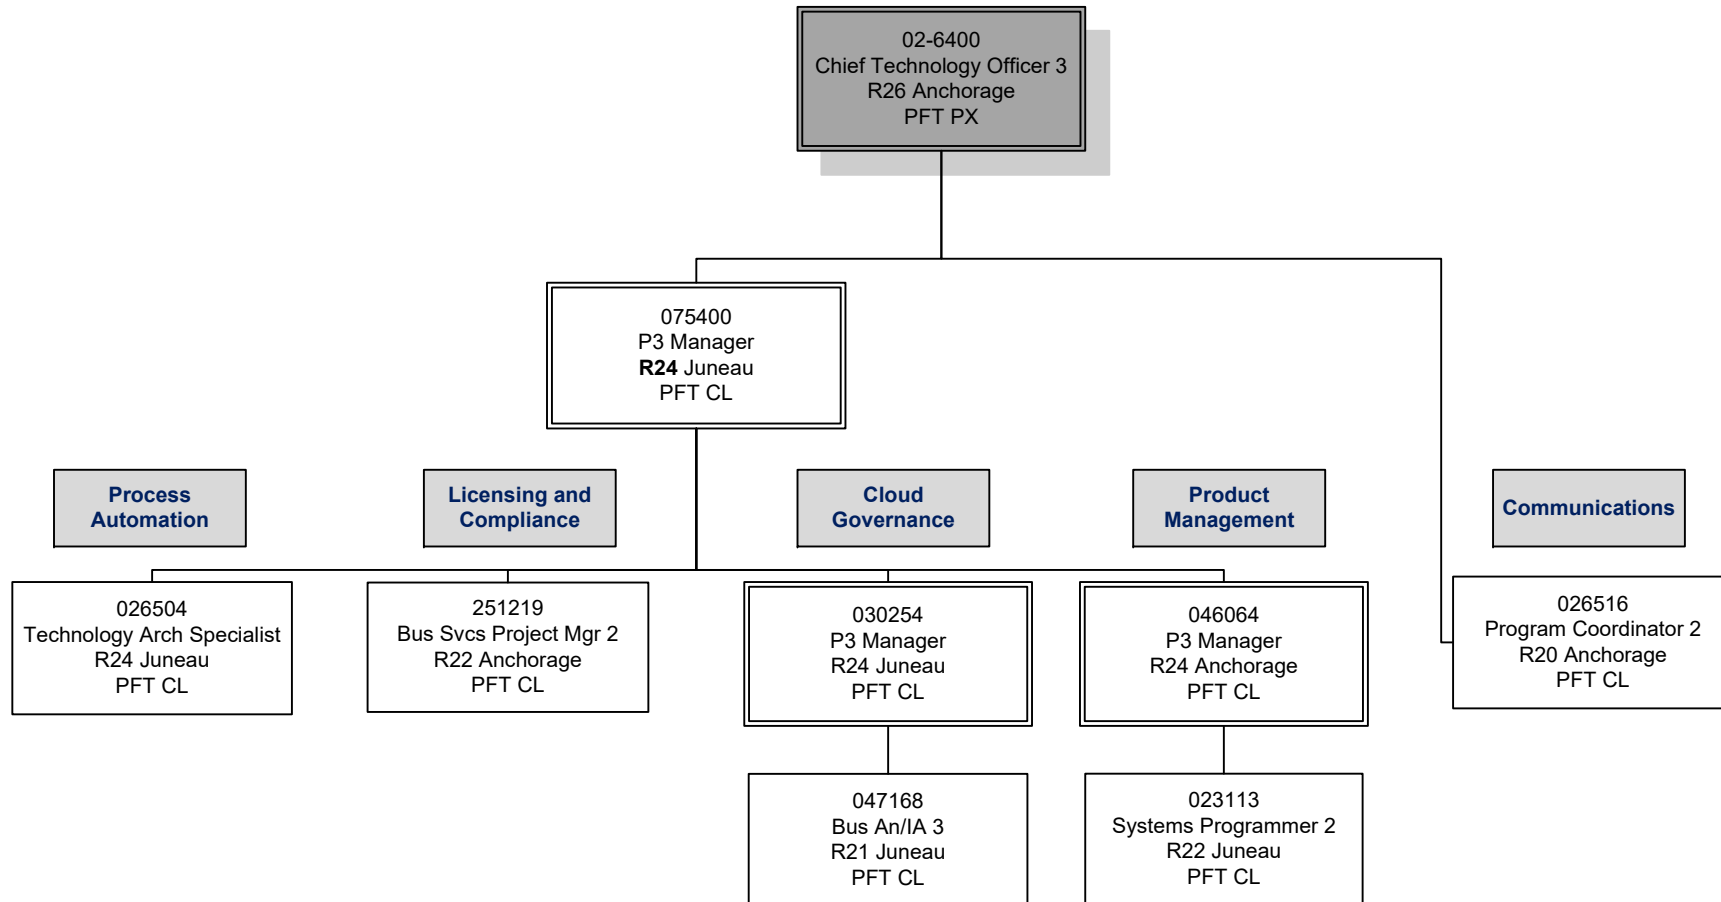 02-6400
Chief Technology Officer 3
R26 Anchorage
PFT PX
075400
P3 Manager
R24 Juneau
PFT CL
Process
Automation
Licensing and
Compliance
Cloud
Governance
Product
Management
Communications
026504
Technology Arch Specialist
R24 Juneau
PFT CL
251219
Bus Svcs Project Mgr 2
R22 Anchorage
PFT CL
030254
P3 Manager
R24 Juneau
PFT CL
046064
P3 Manager
R24 Anchorage
PFT CL
026516
Program Coordinator 2
R20 Anchorage
PFT CL
047168
Bus An/IA 3
R21 Juneau
PFT CL
023113
Systems Programmer 2
R22 Juneau
PFT CL